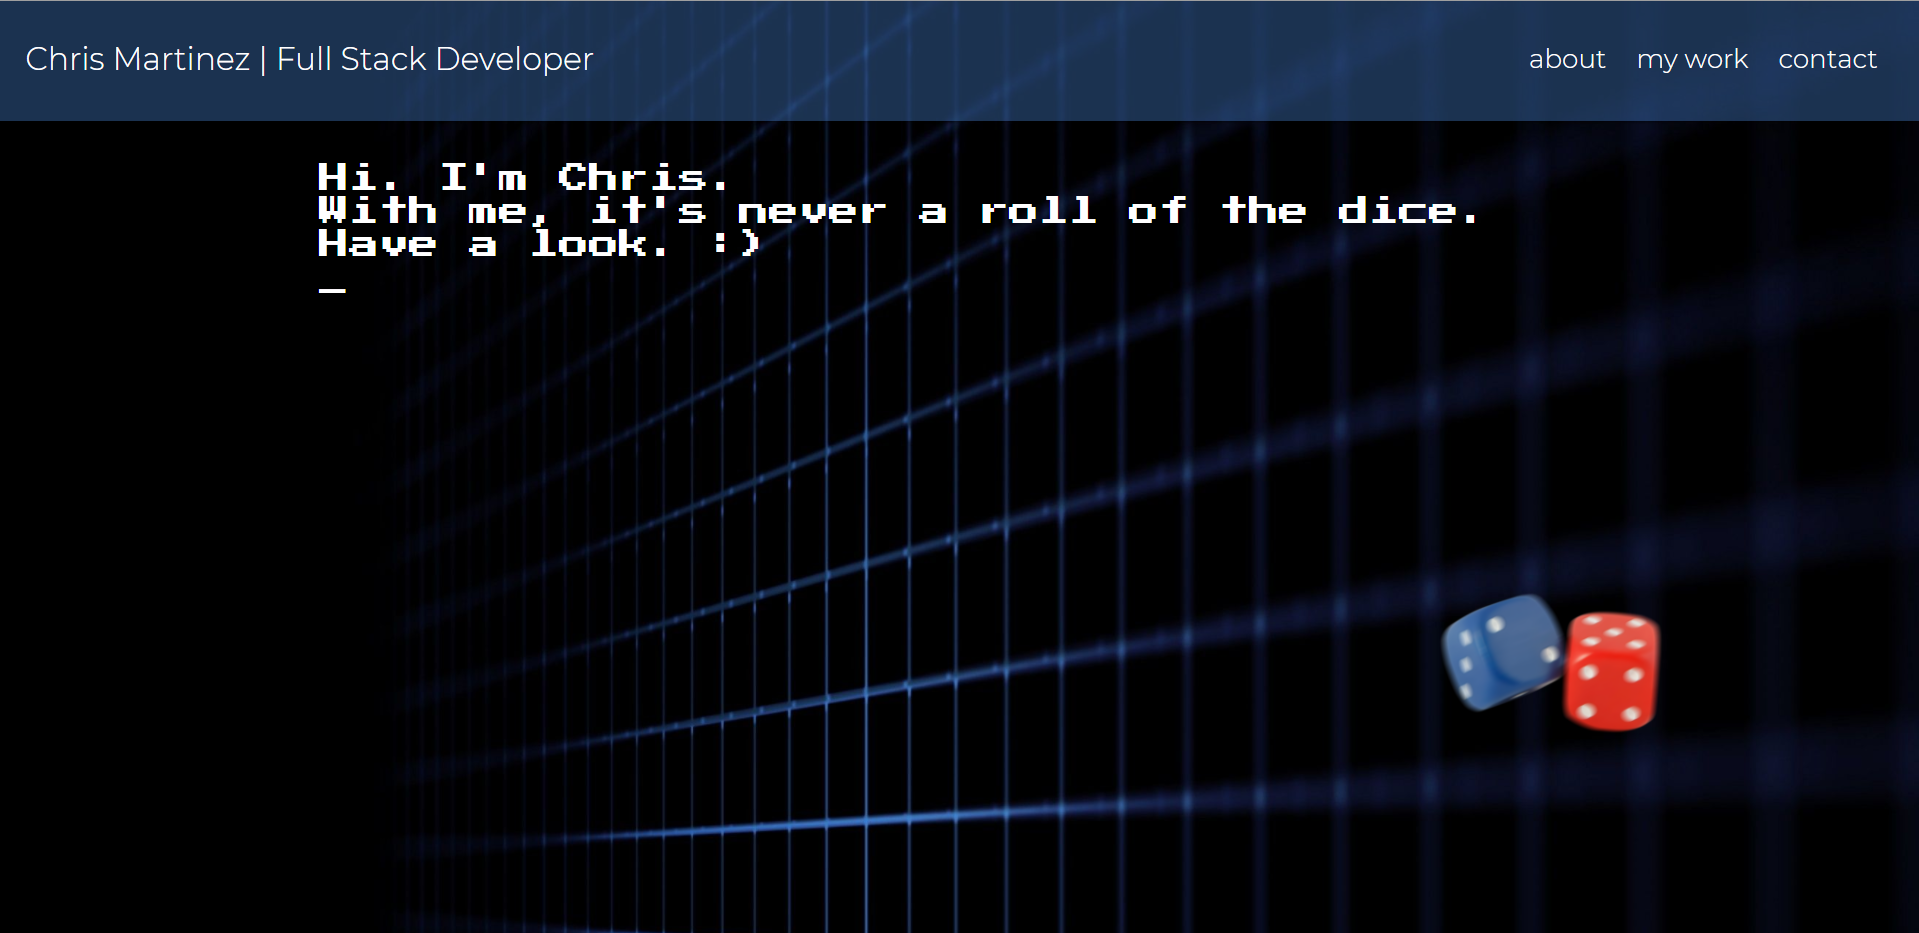 Chris Martinez | Full Stack Developer
about my work contact
Hi. I'm Chris.
With me, it's never a roll of the dice.
Have a look. :)
_